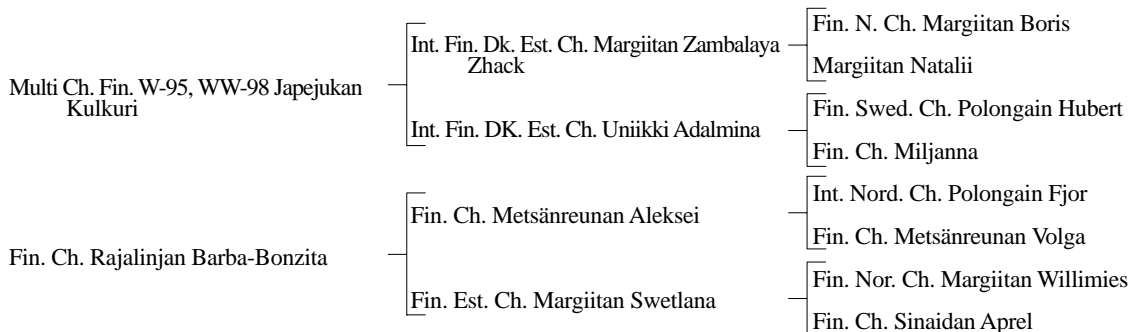 Fin. N. Ch. Margiitan Boris
Int. Fin. Dk. Est. Ch. Margiitan Zambalaya
Zhack
Margiitan Natalii
Multi Ch. Fin. W-95, WW-98 Japejukan
Kulkuri
Fin. Swed. Ch. Polongain Hubert
Int. Fin. DK. Est. Ch. Uniikki Adalmina
Fin. Ch. Miljanna
Int. Nord. Ch. Polongain Fjor
Fin. Ch. Metsänreunan Aleksei
Fin. Ch. Metsänreunan Volga
Fin. Ch. Rajalinjan Barba-Bonzita
Fin. Nor. Ch. Margiitan Willimies
Fin. Est. Ch. Margiitan Swetlana
Fin. Ch. Sinaidan Aprel